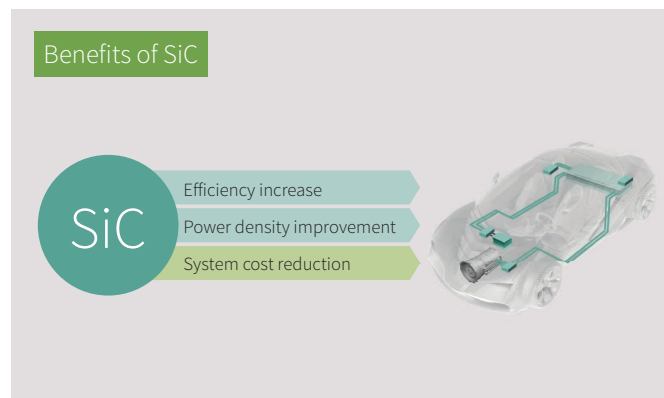 Benefits of SiC
SiC
Efficiency increase
Power density improvement
System cost reduction